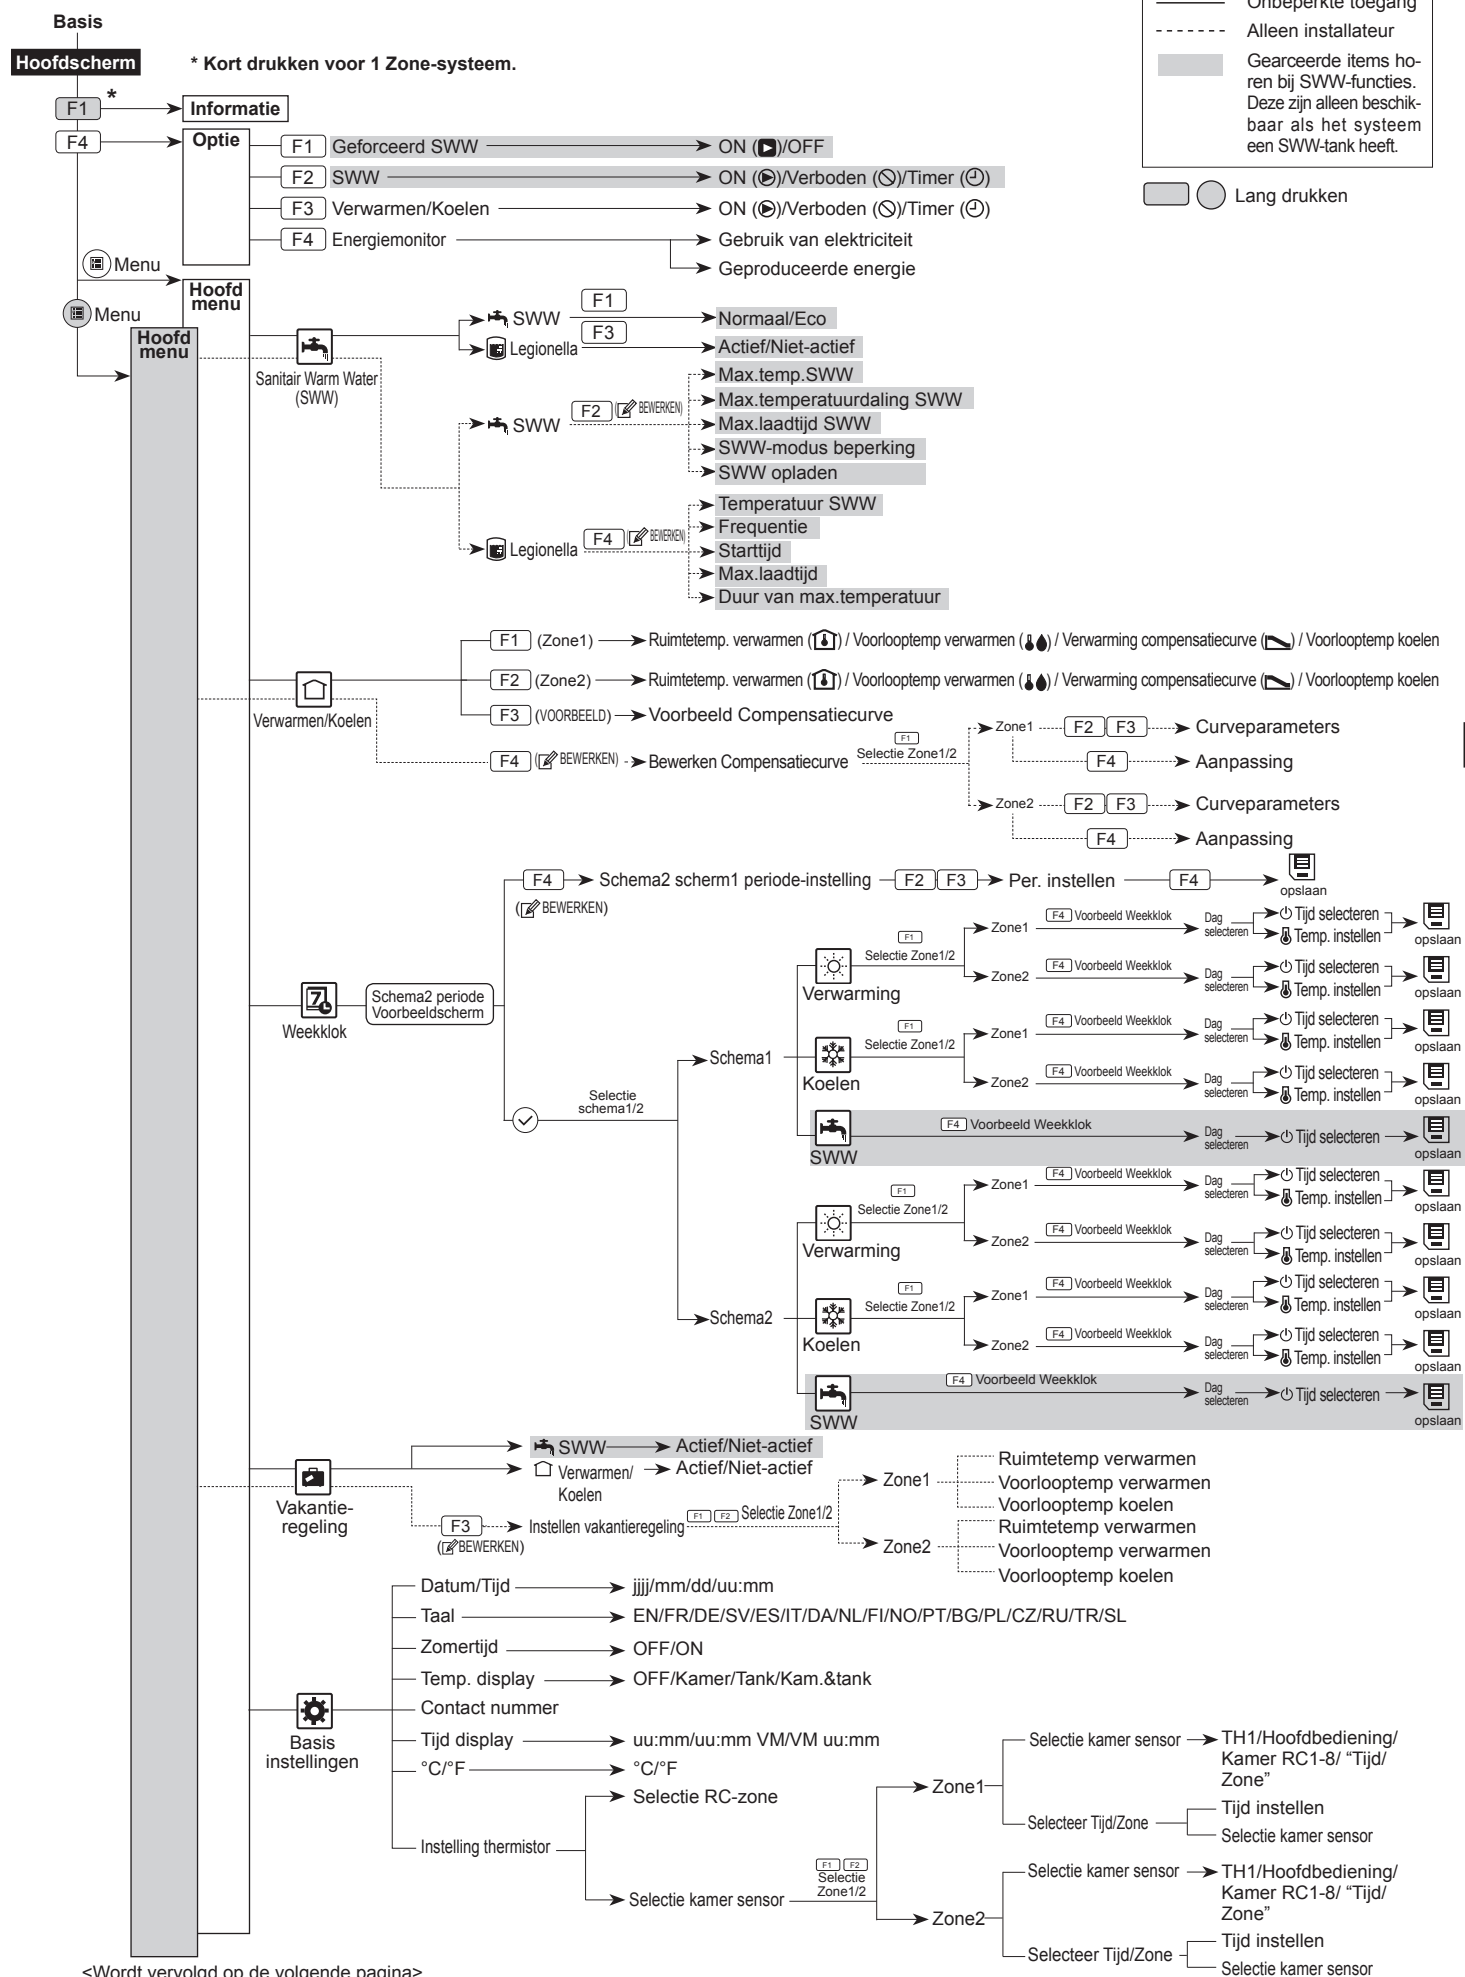 Basis
Hoofdscherm
* Kort drukken voor 1 Zone-systeem.
Onbeperkte toegang
Alleen installateur
Gearceerde items ho-
ren bij SWW-functies.
Deze zijn alleen beschik-
baar als het systeem
een SWW-tank heeft.
Lang drukken
F1 * Informatie
F4 Optie
F1 Geforceerd SWW ON ()/OFF
F2 SWW ON ()/Verboden ()/Timer ()
F3 Verwarmen/Koelen ON ()/Verboden ()/Timer ()
F4 Energiemonitor Gebruik van elektriciteit
Geproduceerde energie
Menu
Hoofd
menu
Menu
Hoofd
menu
Sanitair Warm Water
(SWW)
SWW F1 Normaal/Eco
Legionella F3 Actief/Niet-actief
SWW F2 (BEWERKEN)
Max.temp.SWW
Max.temperatuurdaling SWW
Max.laadtijd SWW
SWW-modus beperking
SWW opladen
Legionella F4 (BEWERKEN)
Temperatuur SWW
Frequentie
Starttijd
Max.laadtijd
Duur van max.temperatuur
Verwarmen/Koelen
F1 (Zone1) Ruimtetemp. verwarmen () / Voorlooptemp verwarmen () / Verwarming compensatiecurve () / Voorlooptemp koelen
F2 (Zone2) Ruimtetemp. verwarmen () / Voorlooptemp verwarmen () / Verwarming compensatiecurve () / Voorlooptemp koelen
F3 (VOORBEELD) Voorbeeld Compensatiecurve
F4 (BEWERKEN) Bewerken Compensatiecurve
F1
Selectie Zone1/2
Zone1 F2 F3 Curveparameters
F4 Aanpassing
Zone2 F2 F3 Curveparameters
F4 Aanpassing
7
Weekklok
Schema2 periode
Voorbeeldscherm
F4 Schema2 scherm1 periode-instelling F2 F3 Per. instellen F4 opslaan
(BEWERKEN)
Selectie
schema1/2
Schema1
Verwarming
F1
Selectie Zone1/2
Zone1 F4 Voorbeeld Weekklok Dag selecteren Tijd selecteren
Temp. instellen opslaan
Zone2 F4 Voorbeeld Weekklok Dag selecteren Tijd selecteren
Temp. instellen opslaan
Koelen
F1
Selectie Zone1/2
Zone1 F4 Voorbeeld Weekklok Dag selecteren Tijd selecteren
Temp. instellen opslaan
Zone2 F4 Voorbeeld Weekklok Dag selecteren Tijd selecteren
Temp. instellen opslaan
SWW
F4 Voorbeeld Weekklok Dag selecteren Tijd selecteren opslaan
Schema2
Verwarming
F1
Selectie Zone1/2
Zone1 F4 Voorbeeld Weekklok Dag selecteren Tijd selecteren
Temp. instellen opslaan
Zone2 F4 Voorbeeld Weekklok Dag selecteren Tijd selecteren
Temp. instellen opslaan
Koelen
F1
Selectie Zone1/2
Zone1 F4 Voorbeeld Weekklok Dag selecteren Tijd selecteren
Temp. instellen opslaan
Zone2 F4 Voorbeeld Weekklok Dag selecteren Tijd selecteren
Temp. instellen opslaan
SWW
F4 Voorbeeld Weekklok Dag selecteren Tijd selecteren opslaan
Vakantie-
regeling
SWW Actief/Niet-actief
Verwarmen/
Koelen
Actief/Niet-actief
F3 Instellen vakantieregeling F1 F2 Selectie Zone1/2
(BEWERKEN)
Zone1
Ruimtetemp verwarmen
Voorlooptemp verwarmen
Voorlooptemp koelen
Zone2
Ruimtetemp verwarmen
Voorlooptemp verwarmen
Voorlooptemp koelen
Basis
instellingen
Datum/Tijd jjjj/mm/dd/uu:mm
Taal EN/FR/DE/SV/ES/IT/DA/NL/FI/NO/PT/BG/PL/CZ/RU/TR/SL
Zomertijd OFF/ON
Temp. display OFF/Kamer/Tank/Kam.&tank
Contact nummer
Tijd display uu:mm/uu:mm VM/VM uu:mm
°C/°F °C/°F
Instelling thermistor
Selectie RC-zone
Selectie kamer sensor
F1 F2
Selectie
Zone1/2
Zone1
Selectie kamer sensor
TH1/Hoofdbediening/
Kamer RC1-8/ “Tijd/
Zone”
Selecteer Tijd/Zone
Tijd instellen
Selectie kamer sensor
Zone2
Selectie kamer sensor
TH1/Hoofdbediening/
Kamer RC1-8/ “Tijd/
Zone”
Selecteer Tijd/Zone
Tijd instellen
Selectie kamer sensor
<Wordt vervolgd op de volgende pagina>